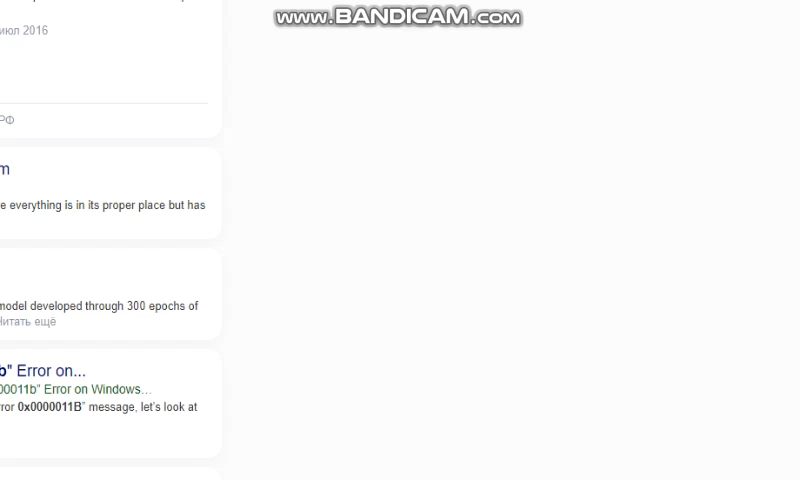 www.BANDICAM.com
июл 2016
РФ
m
e everything is in its proper place but has
model developed through 300 epochs of
Читать ещё
b" Error on...
00011b" Error on Windows...
ror 0x0000011B" message, let's look at